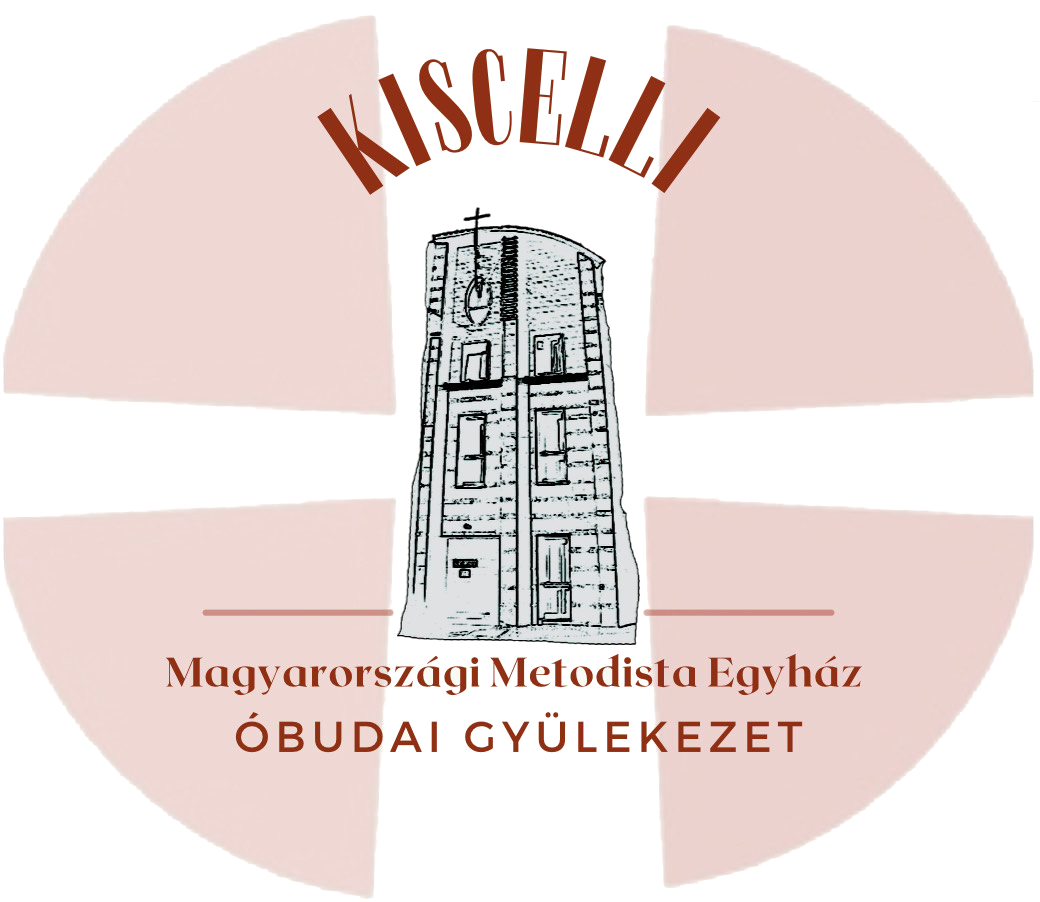 KISCELLI
Magyarországi Metodista Egyház
ÓBUDAI GYÜLEKEZET